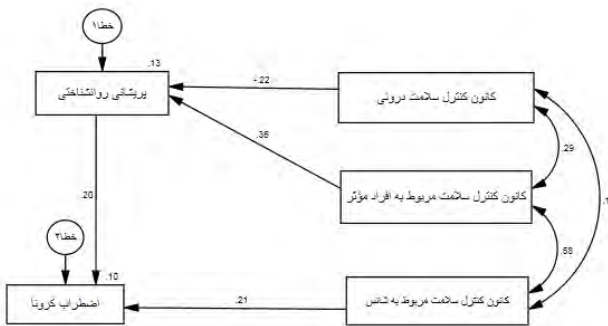 خطا۱
.13
پریشانی روانشناختی
-.22
کانون کنترل سلامت درونی
.36
.29
کانون کنترل سلامت مربوط به افراد مؤثر
.20
خطا۲
.58
.10
اضطراب کرونا
.21
کانون کنترل سلامت مربوط به شانس